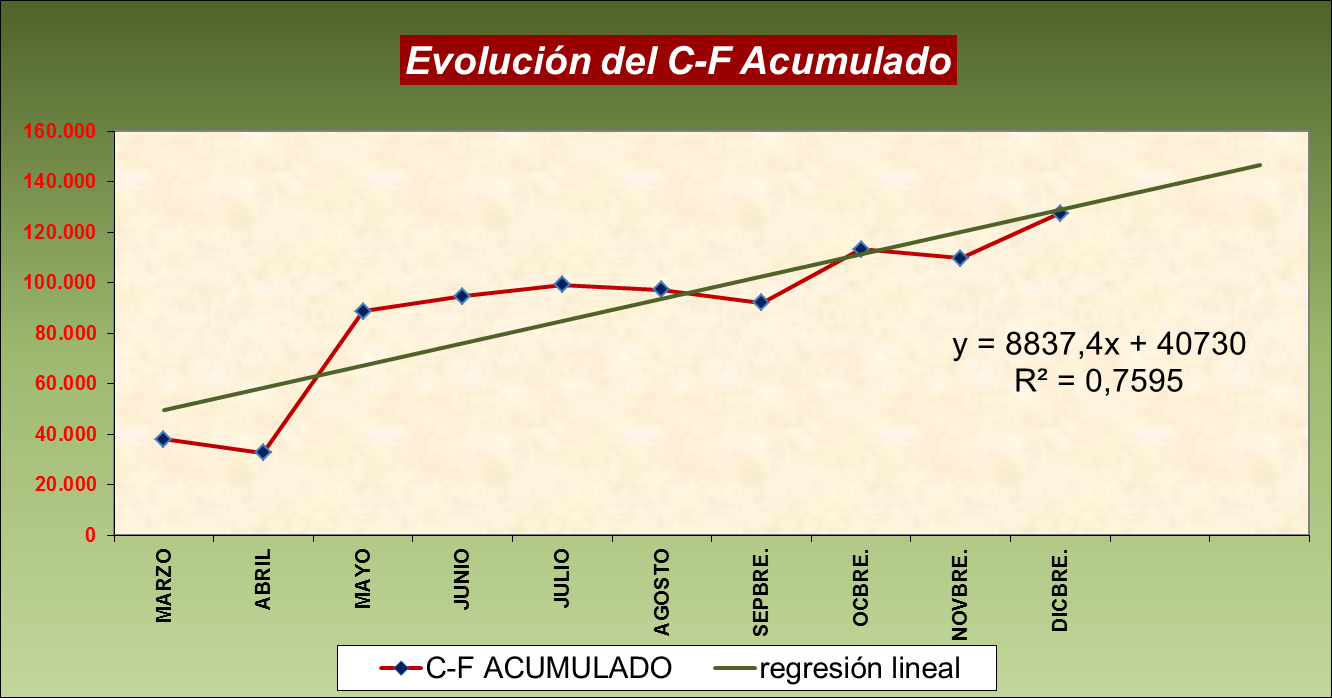 Evolución del C-F Acumulado
160.000
140.000
120.000
100.000
80.000
60.000
40.000
20.000
0
y = 8837,4x + 40730
R² = 0,7595
MARZO
ABRIL
MAYO
JUNIO
JULIO
AGOSTO
SEPBRE.
OCBRE.
NOVBRE.
DICBRE.
C-F ACUMULADO
regresión lineal